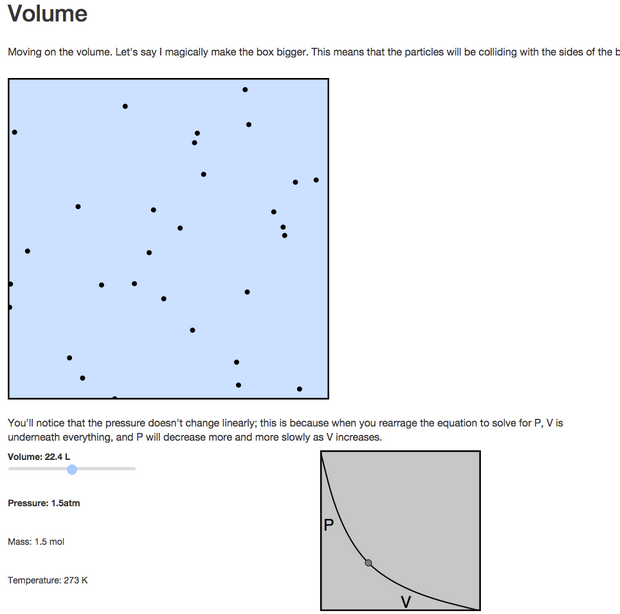 Volume
Moving on the volume. Let's say I magically make the box bigger. This means that the particles will be colliding with the sides of the b
You'll notice that the pressure doesn't change linearly; this is because when you rearrage the equation to solve for P, V is
underneath everything, and P will decrease more and more slowly as V increases.
Volume: 22.4 L
Pressure: 1.5atm
Mass: 1.5 mol
Temperature: 273 K
P
V